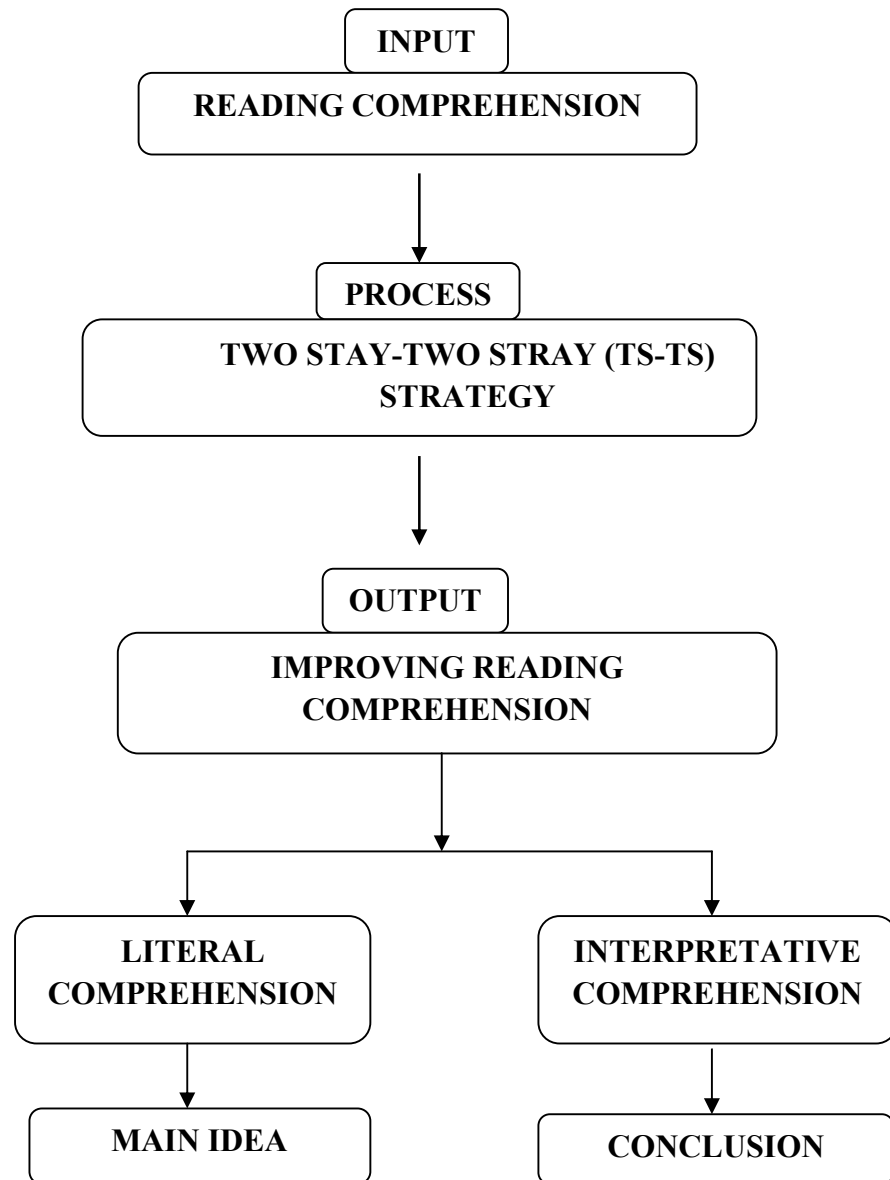 INPUT
READING COMPREHENSION
PROCESS
TWO STAY-TWO STRAY (TS-TS)
STRATEGY
OUTPUT
IMPROVING READING
COMPREHENSION
LITERAL
COMPREHENSION
INTERPRETATIVE
COMPREHENSION
MAIN IDEA
CONCLUSION